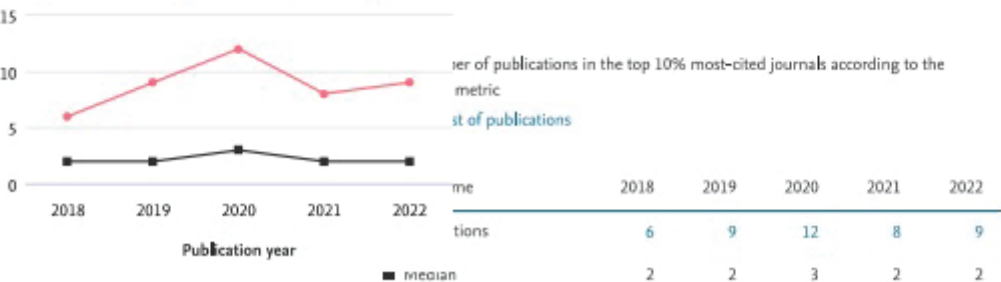 15
10
5
0
2018 2019 2020 2021 2022
Publication year
er of publications in the top 10% most-cited journals according to the
metric
st of publications
me 2018 2019 2020 2021 2022
tions 6 9 12 8 9
Median 2 2 3 2 2